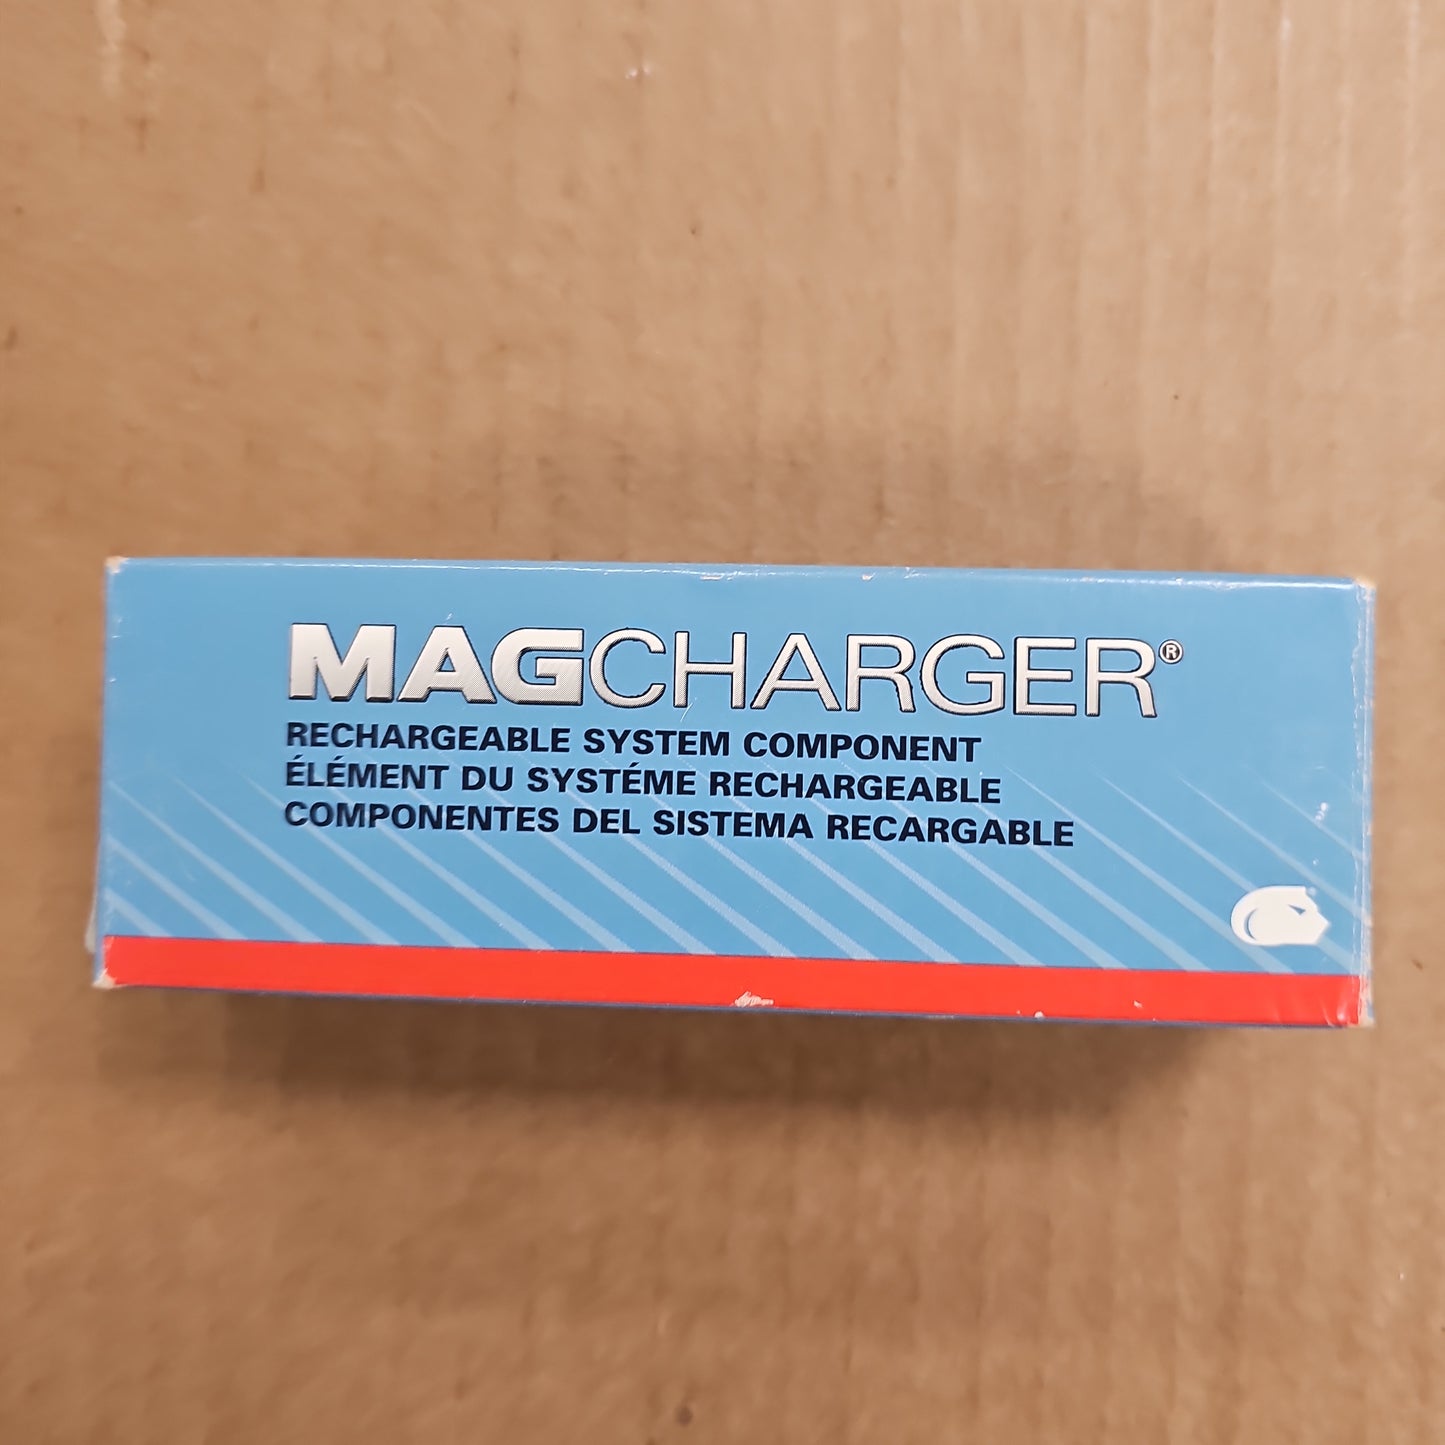 MAGCHARGER®
RECHARGEABLE SYSTEM COMPONENT
ÉLÉMENT DU SYSTÉME RECHARGEABLE
COMPONENTES DEL SISTEMA RECARGABLE